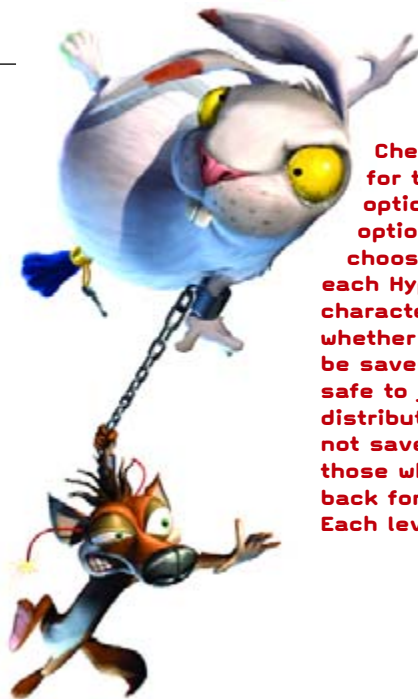 Che
for t
optio
optio
choos
each Hy
characte
whether
be save
safe to
distribut
not save
those wh
back for
Each lev